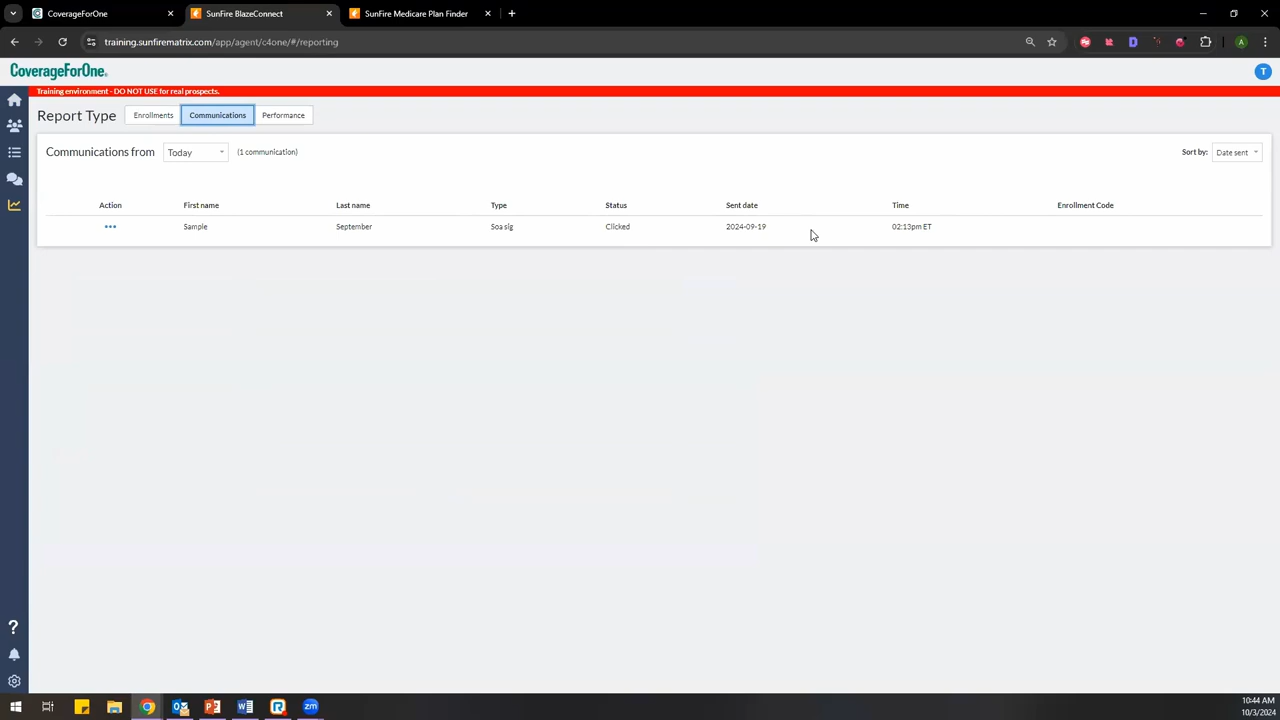 CoverageForOne
SunFire BlazeConnect
SunFire Medicare Plan Finder
training.sunfirematrix.com/app/agent/c4one/#/reporting
A
CoverageForOne
T
Training environment - DO NOT USE for real prospects.
Report Type
Enrollments
Communications
Performance
Communications from
Today
(1 communication)
Sort by:
Date sent
Action
First name
Last name
Type
Status
Sent date
Time
Enrollment Code
Sample
September
Soa sig
Clicked
2024-09-19
02:13pm ET
10:44 AM
10/3/2024